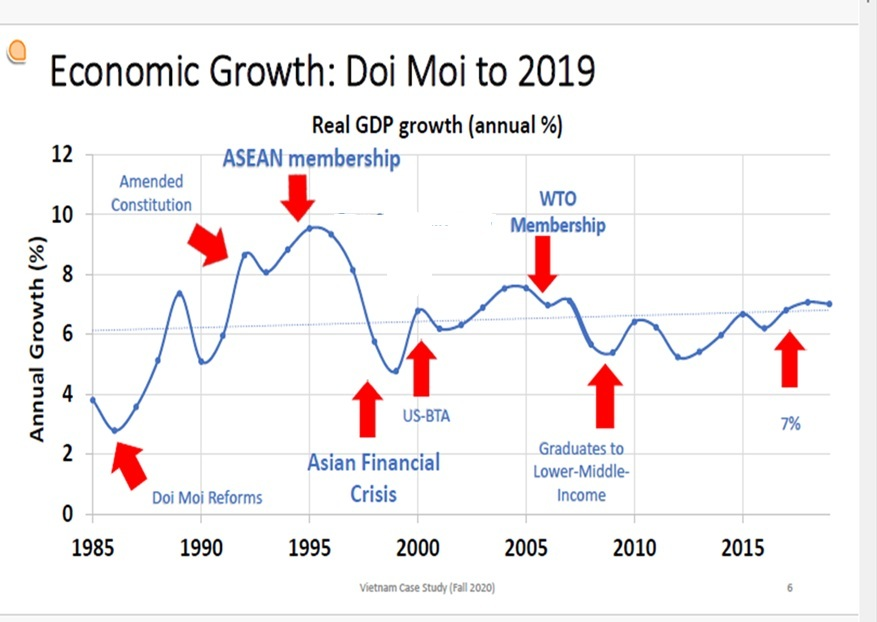 Economic Growth: Doi Moi to 2019
Real GDP growth (annual %)
12
10
8
6
4
2
0
Annual Growth (%)
Amended
Constitution
ASEAN membership
WTO
Membership
US-BTA
Asian Financial
Crisis
Doi Moi Reforms
Graduates to
Lower-Middle-
Income
7%
1985 1990 1995 2000 2005 2010 2015
Vietnam Case Study (Fall 2020)
6